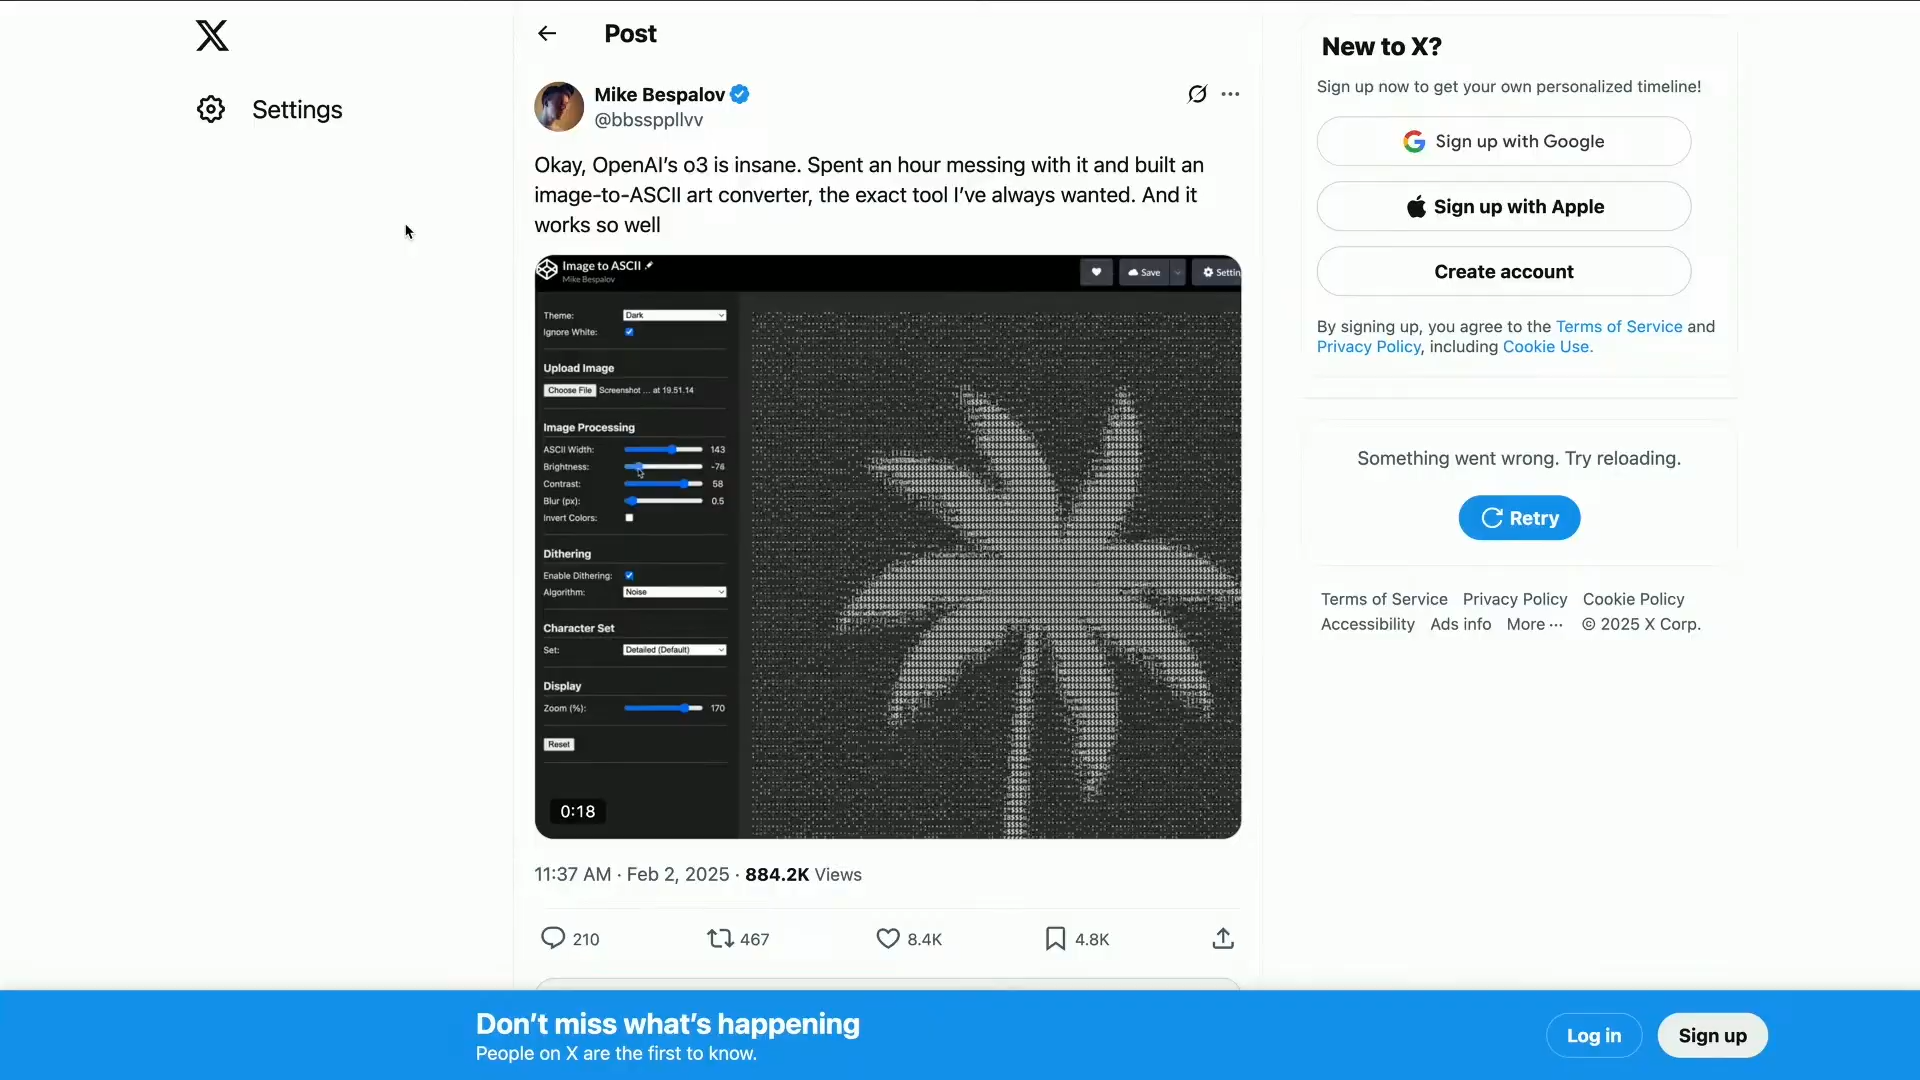 Settings
Post
Mike Bespalov
@bbssppllvv
Okay, OpenAI's o3 is insane. Spent an hour messing with it and built an
image-to-ASCII art converter, the exact tool I've always wanted. And it
works so well
Image to ASCII
Mike Bespalov
Save
Settin
Theme: Dark
Ignore White:
Upload Image
Choose File Screenshot ... at 19.51.14
Image Processing
ASCII Width: 143
Brightness: -76
Contrast: 58
Blur (px): 0.5
Invert Colors:
Dithering
Enable Dithering:
Algorithm: Noise
Character Set
Set: Detailed (Default)
Display
Zoom (%): 170
Reset
0:18
11:37 AM · Feb 2, 2025 · 884.2K Views
210 467 8.4K 4.8K
New to X?
Sign up now to get your own personalized timeline!
Sign up with Google
Sign up with Apple
Create account
By signing up, you agree to the Terms of Service and
Privacy Policy, including Cookie Use.
Something went wrong. Try reloading.
Retry
Terms of Service Privacy Policy Cookie Policy
Accessibility Ads info More ··· © 2025 X Corp.
Don't miss what's happening
People on X are the first to know.
Log in
Sign up